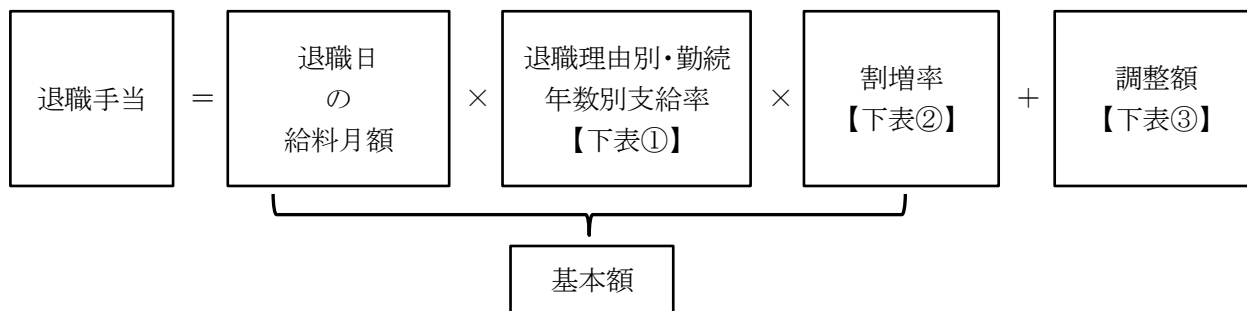 退職手当
=
退職日
の
給料月額
×
退職理由別・勤続
年数別支給率
【下表①】
×
割増率
【下表②】
+
調整額
【下表③】
基本額